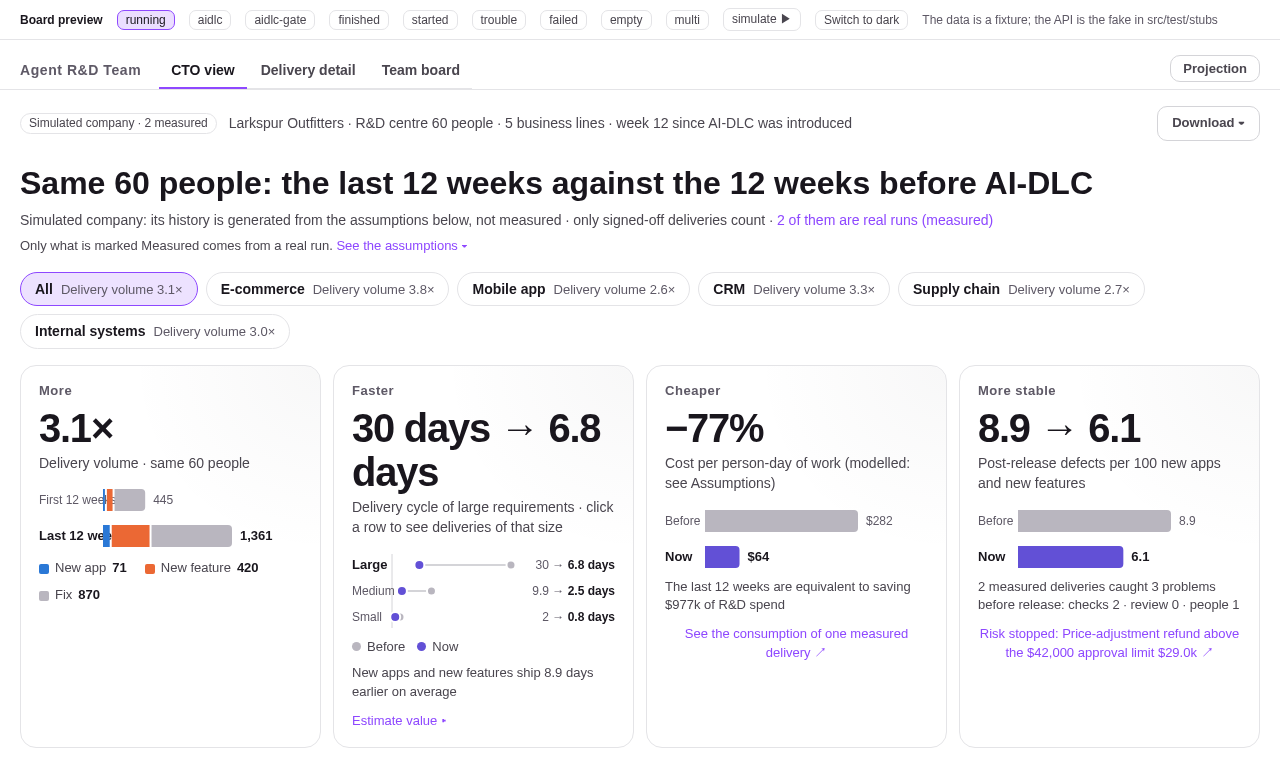 Board preview running aidlc aidlc-gate finished started trouble failed empty multi simulate ▶ Switch to dark The data is a fixture; the API is the fake in src/test/stubs
Agent R&D Team CTO view Delivery detail Team board Projection
Simulated company · 2 measured Larkspur Outfitters · R&D centre 60 people · 5 business lines · week 12 since AI-DLC was introduced Download
Same 60 people: the last 12 weeks against the 12 weeks before AI-DLC
Simulated company: its history is generated from the assumptions below, not measured · only signed-off deliveries count · 2 of them are real runs (measured)
Only what is marked Measured comes from a real run. See the assumptions
All Delivery volume 3.1× E-commerce Delivery volume 3.8× Mobile app Delivery volume 2.6× CRM Delivery volume 3.3× Supply chain Delivery volume 2.7×
Internal systems Delivery volume 3.0×
More
3.1×
Delivery volume · same 60 people
First 12 weeks 445
Last 12 wee 1,361
New app 71 New feature 420
Fix 870
Faster
30 days → 6.8
days
Delivery cycle of large requirements · click
a row to see deliveries of that size
Large 30 → 6.8 days
Medium 9.9 → 2.5 days
Small 2 → 0.8 days
Before Now
New apps and new features ship 8.9 days
earlier on average
Estimate value ▸
Cheaper
−77%
Cost per person-day of work (modelled:
see Assumptions)
Before $282
Now $64
The last 12 weeks are equivalent to saving
$977k of R&D spend
See the consumption of one measured
delivery ↗
More stable
8.9 → 6.1
Post-release defects per 100 new apps
and new features
Before 8.9
Now 6.1
2 measured deliveries caught 3 problems
before release: checks 2 · review 0 · people 1
Risk stopped: Price-adjustment refund above
the $42,000 approval limit $29.0k ↗